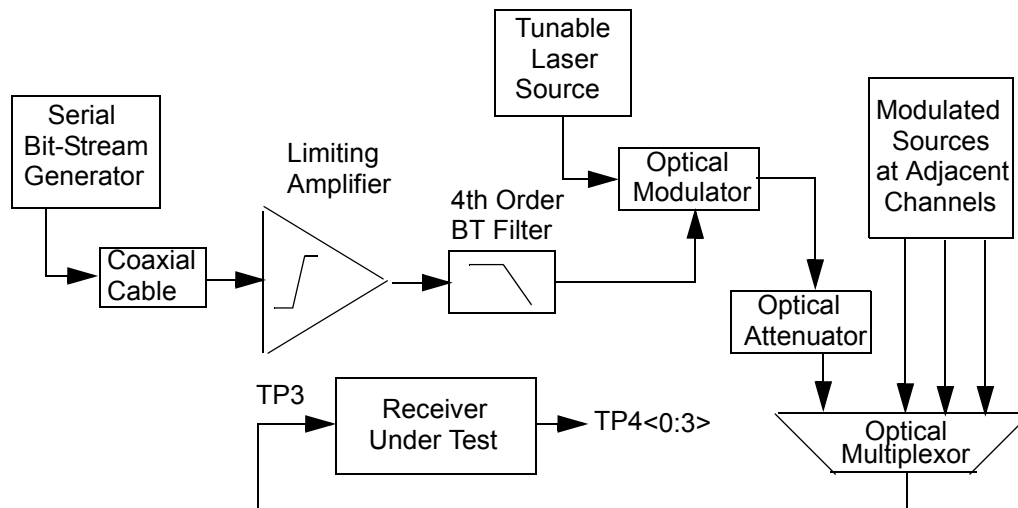 Tunable
Laser
Source
Serial
Bit-Stream
Generator
Modulated
Sources
at Adjacent
Channels
Limiting
Amplifier
Optical
Modulator
4th Order
BT Filter
Coaxial
Cable
Optical
Attenuator
TP3
Receiver
Under Test
TP4<0:3>
Optical
Multiplexor